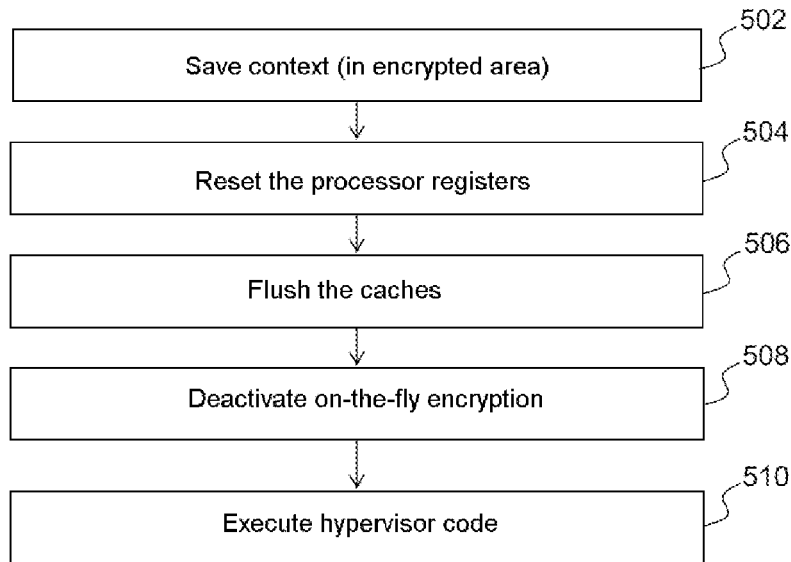 502
Save context (in encrypted area)
504
Reset the processor registers
506
Flush the caches
508
Deactivate on-the-fly encryption
510
Execute hypervisor code